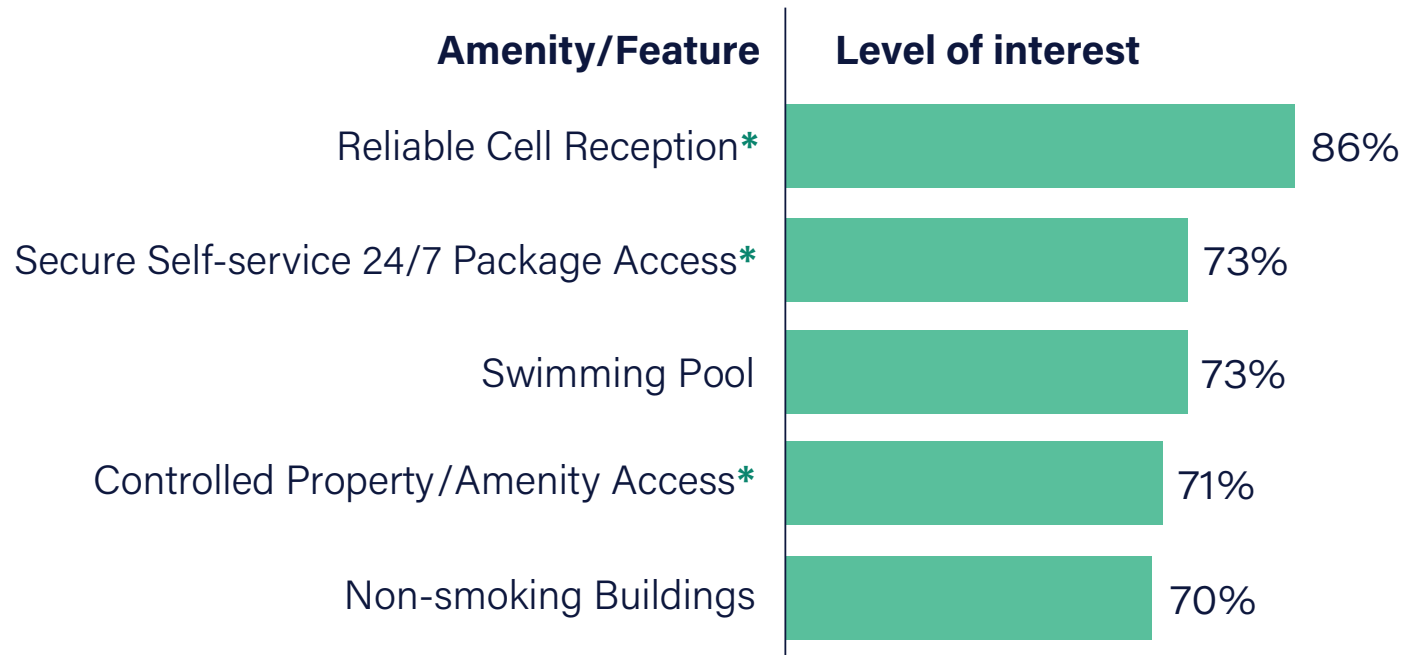 Amenity/Feature Level of interest
Reliable Cell Reception* 86%
Secure Self-service 24/7 Package Access* 73%
Swimming Pool 73%
Controlled Property/Amenity Access* 71%
Non-smoking Buildings 70%